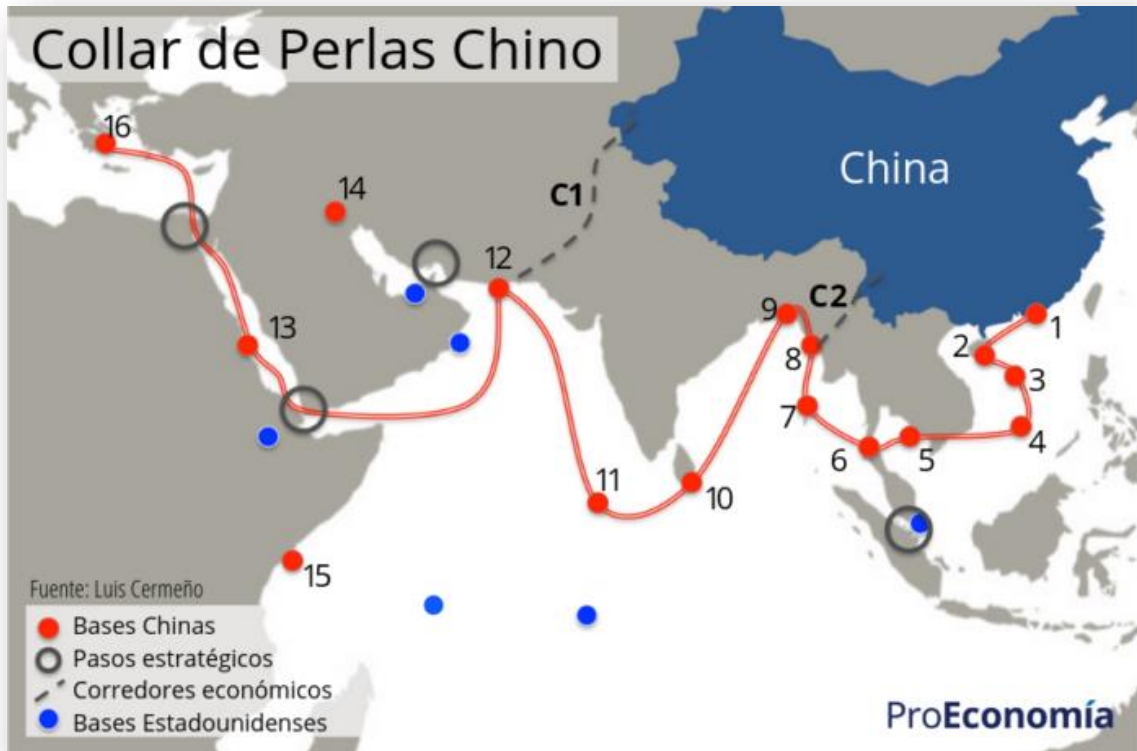 Collar de Perlas Chino
16
14
C1
China
12
13
9
C2
8
1
2
3
7
4
6
5
11
10
15
Fuente: Luis Cermeño
Bases Chinas
Pasos estratégicos
Corredores económicos
Bases Estadounidenses
ProEconomía